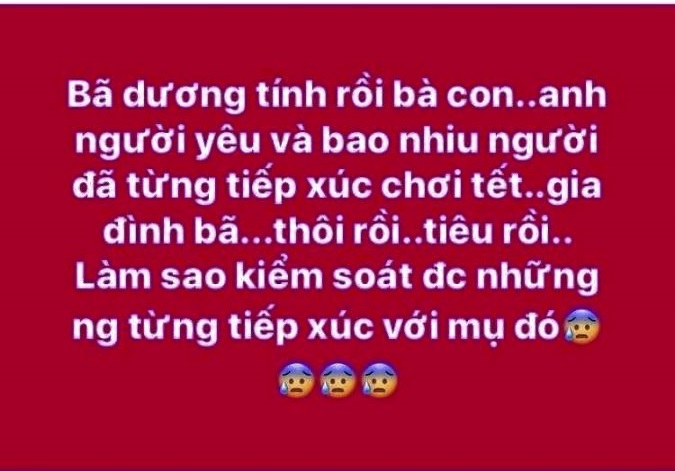 Bã dương tính rồi bà con..anh
người yêu và bao nhiu người
đã từng tiếp xúc chơi tết..gia
đình bã...thôi rồi..tiêu rồi..
Làm sao kiểm soát đc những
ng từng tiếp xúc với mụ đó😰
😰😰😰